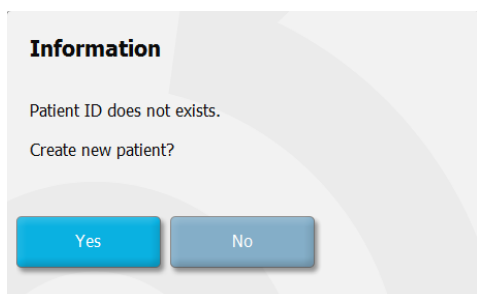 Information
Patient ID does not exists.
Create new patient?
Yes No